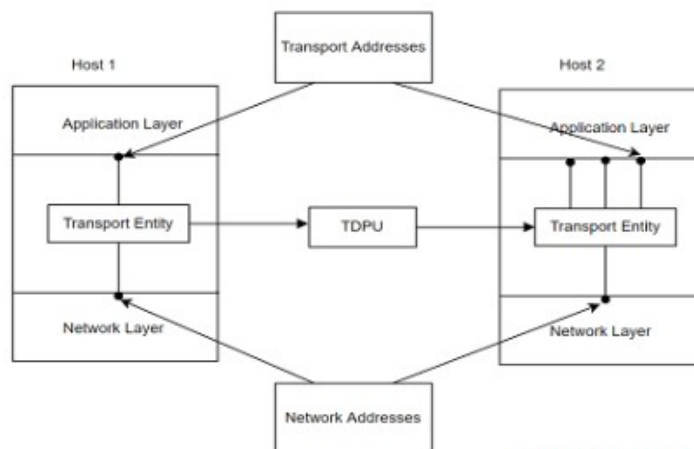 Transport Addresses
Host 1
Host 2
Application Layer
Application Layer
Transport Entity
TDPU
Transport Entity
Network Layer
Network Layer
Network Addresses